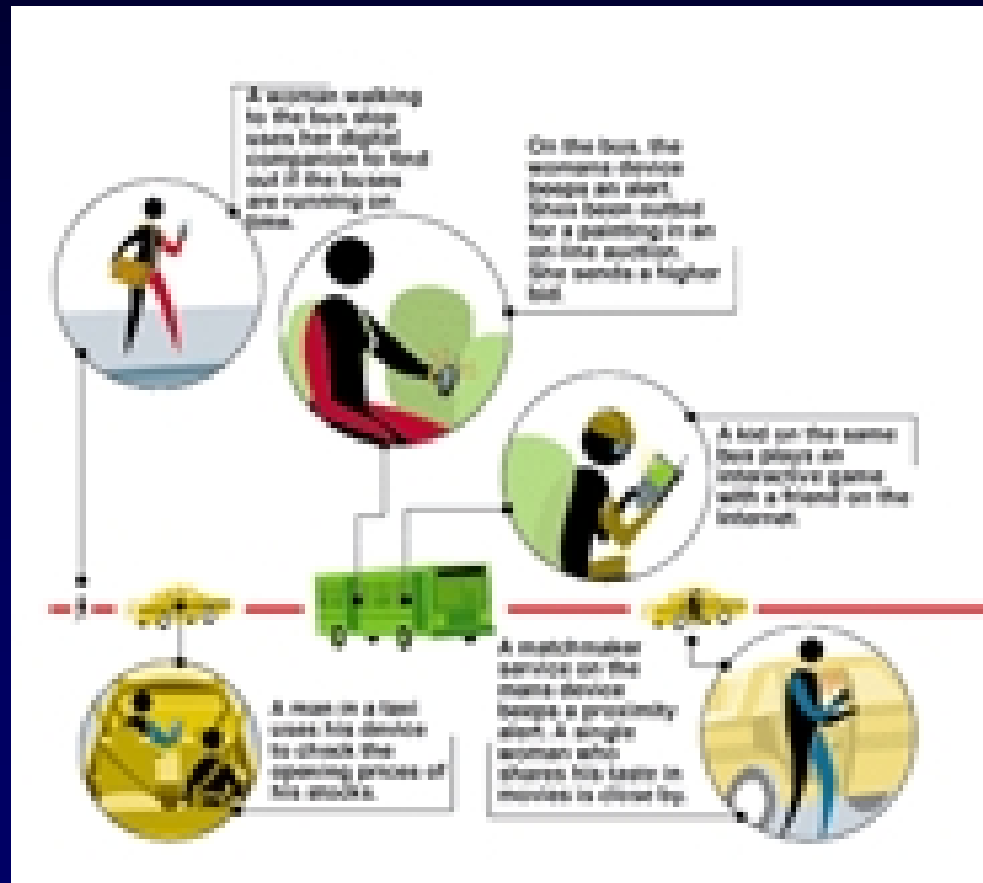 A woman walking
to the bus stop
uses her digital
companion to find
out if the buses
are running on
time.
On the bus, the
womans device
beeps an alert.
Shes been outbid
for a painting in an
on-line auction.
She sends a higher
bid
A kid on the same
bus plays an
interactive game
with a friend on the
Internet.
A man in a taxi
uses his device
to check the
opening prices of
his stocks.
A matchmaker
service on the
mans device
beeps a proximity
alert. A single
woman who
shares his taste in
movies is close by.